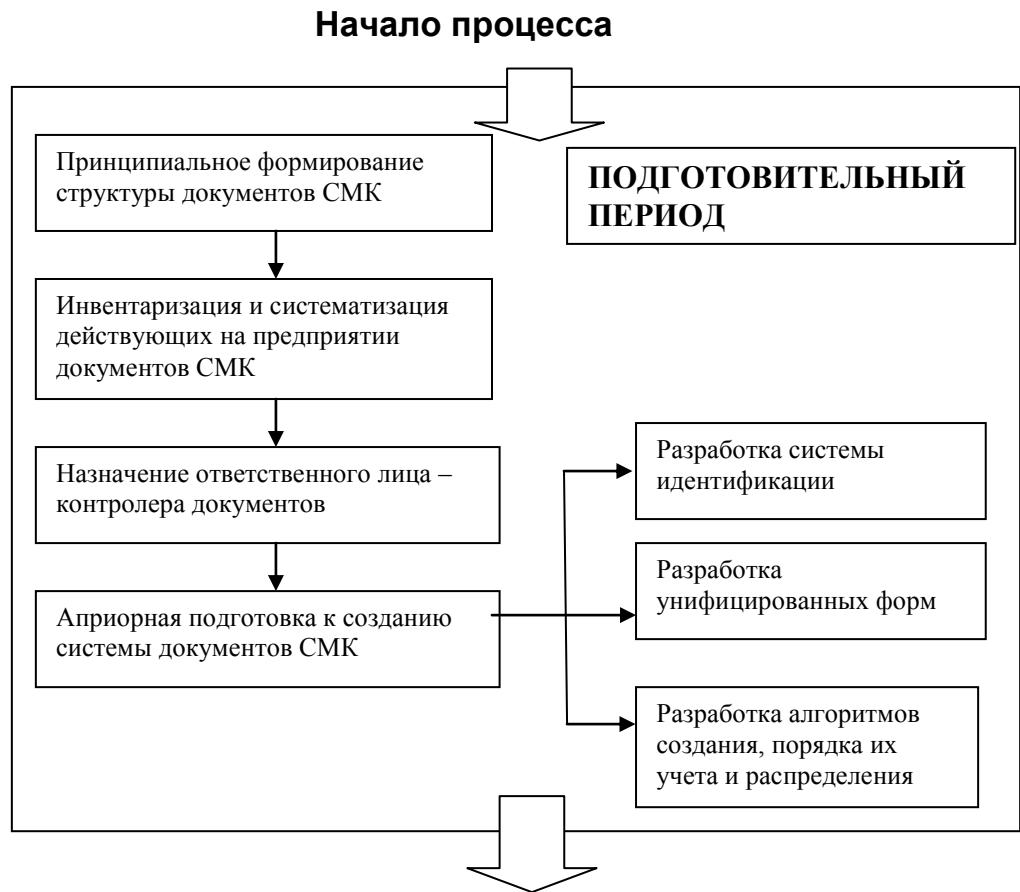 Начало процесса
Принципиальное формирование
структуры документов СМК
ПОДГОТОВИТЕЛЬНЫЙ
ПЕРИОД
Инвентаризация и систематизация
действующих на предприятии
документов СМК
Назначение ответственного лица –
контролера документов
Априорная подготовка к созданию
системы документов СМК
Разработка системы
идентификации
Разработка
унифицированных форм
Разработка алгоритмов
создания, порядка их
учета и распределения